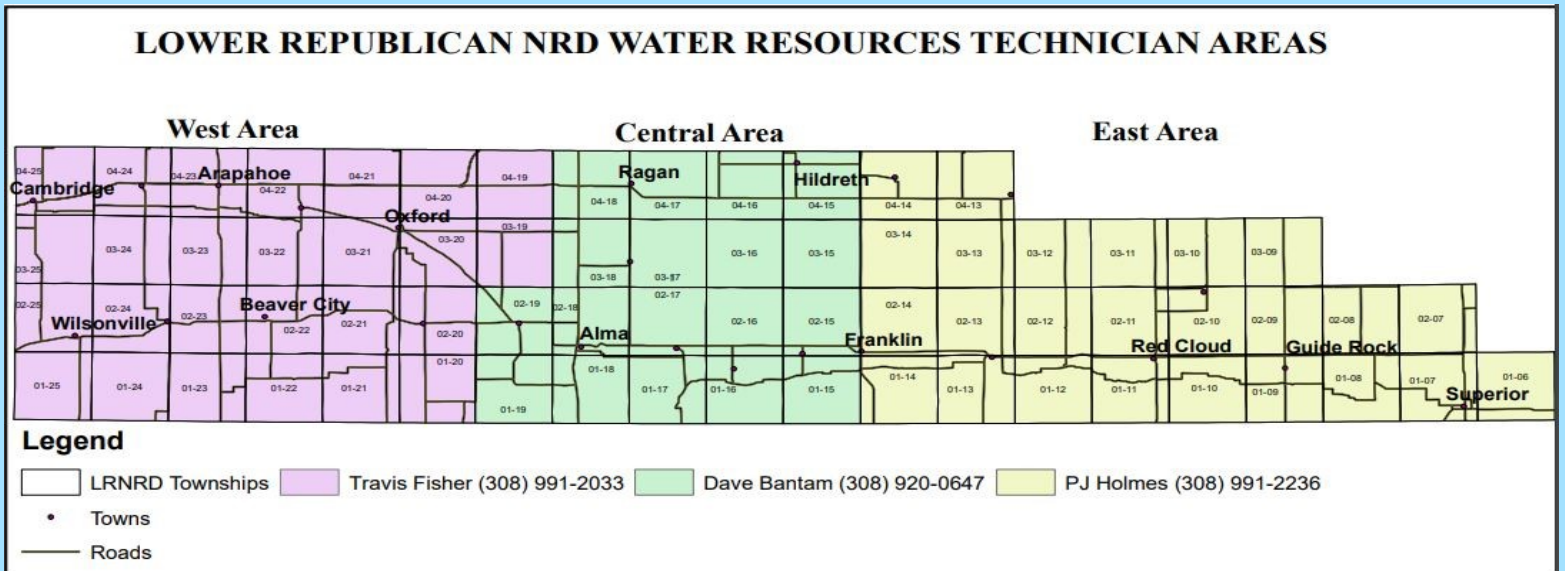 LOWER REPUBLICAN NRD WATER RESOURCES TECHNICIAN AREAS
West Area Central Area East Area
04-25 04-24 04-23 Arapahoe 04-22 04-21 04-20 04-19 04-18 Ragan 04-17 04-16 Hildreth 04-15 04-14 04-13
Cambridge Oxford
03-25 03-24 03-23 03-22 03-21 03-20 03-19 03-18 03-17 03-16 03-15 03-14 03-13 03-12 03-11 03-10 03-09
02-25 02-24 02-23 02-22 02-21 02-20 02-19 02-18 02-17 02-16 02-15 02-14 02-13 02-12 02-11 02-10 02-09 02-08 02-07
Wilsonville Beaver City Alma Franklin Red Cloud Guide Rock
01-25 01-24 01-23 01-22 01-21 01-20 01-19 01-18 01-17 01-16 01-15 01-14 01-13 01-12 01-11 01-10 01-09 01-08 01-07 01-06
Superior
Legend
LRNRD Townships Travis Fisher (308) 991-2033 Dave Bantam (308) 920-0647 PJ Holmes (308) 991-2236
Towns
Roads